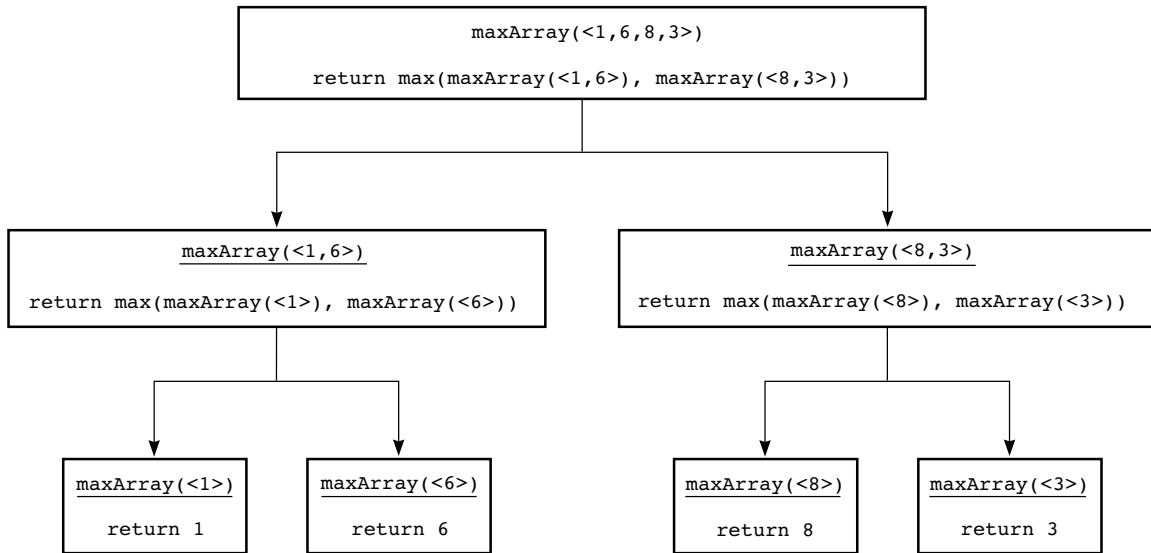 maxArray(<1,6,8,3>)
return max(maxArray(<1,6>), maxArray(<8,3>))
maxArray(<1,6>)
return max(maxArray(<1>), maxArray(<6>))
maxArray(<8,3>)
return max(maxArray(<8>), maxArray(<3>))
maxArray(<1>)
return 1
maxArray(<6>)
return 6
maxArray(<8>)
return 8
maxArray(<3>)
return 3